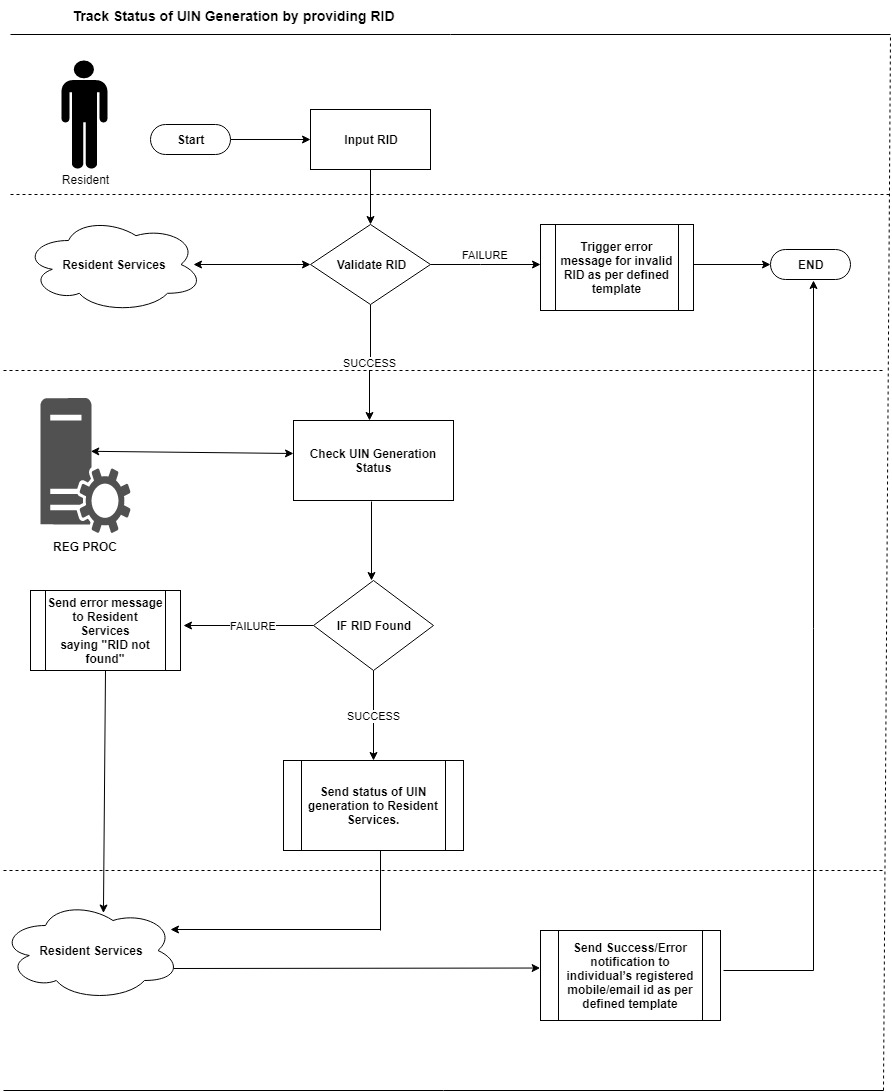 Track Status of UIN Generation by providing RID
Resident
Start
Input RID
Resident Services
Validate RID
FAILURE
Trigger error
message for invalid
RID as per defined
template
END
SUCCESS
Check UIN Generation
Status
REG PROC
Send error message
to Resident
Services
saying "RID not
found"
FAILURE
IF RID Found
SUCCESS
Send status of UIN
generation to Resident
Services.
Resident Services
Send Success/Error
notification to
individual's registered
mobile/email id as per
defined template